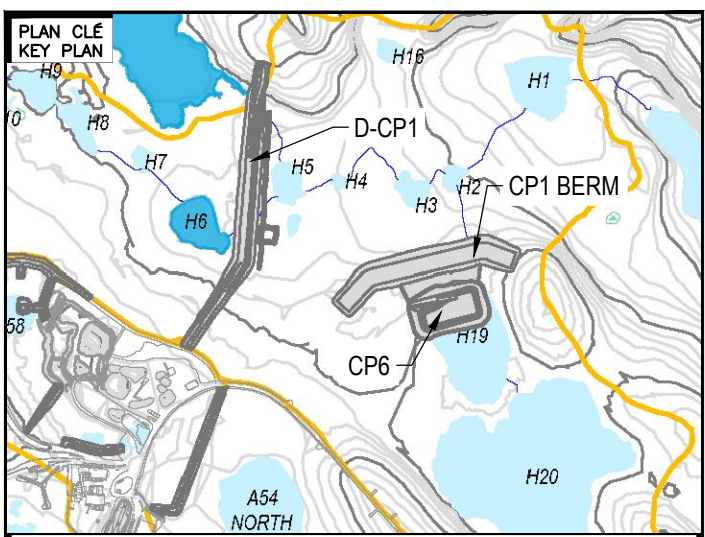 PLAN CLÉ
KEY PLAN
H9
H16
H1
10
H8
D-CP1
H7
H5
H4
H2
H3
CP1 BERM
H6
58
H19
CP6
H20
A54
NORTH